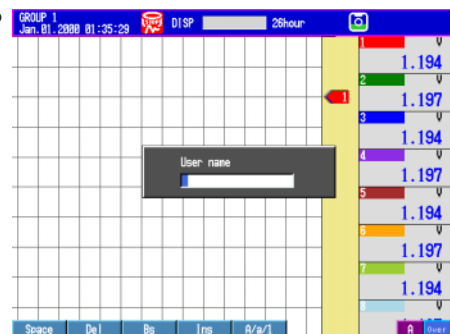 GROUP 1
Jan.01.2000 01:35:29
DISP 26hour
1 V
1.194
2 V
1.197
1
3 V
1.194
4 V
1.197
User name
5 V
1.194
6 V
1.197
7 V
1.194
8 V
Space Del Bs Ins A/a/1 A Over